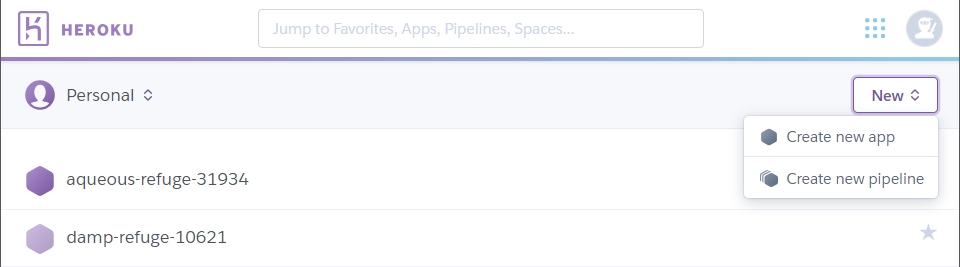 HEROKU
Jump to Favorites, Apps, Pipelines, Spaces...
Personal
New
Create new app
Create new pipeline
aqueous-refuge-31934
damp-refuge-10621